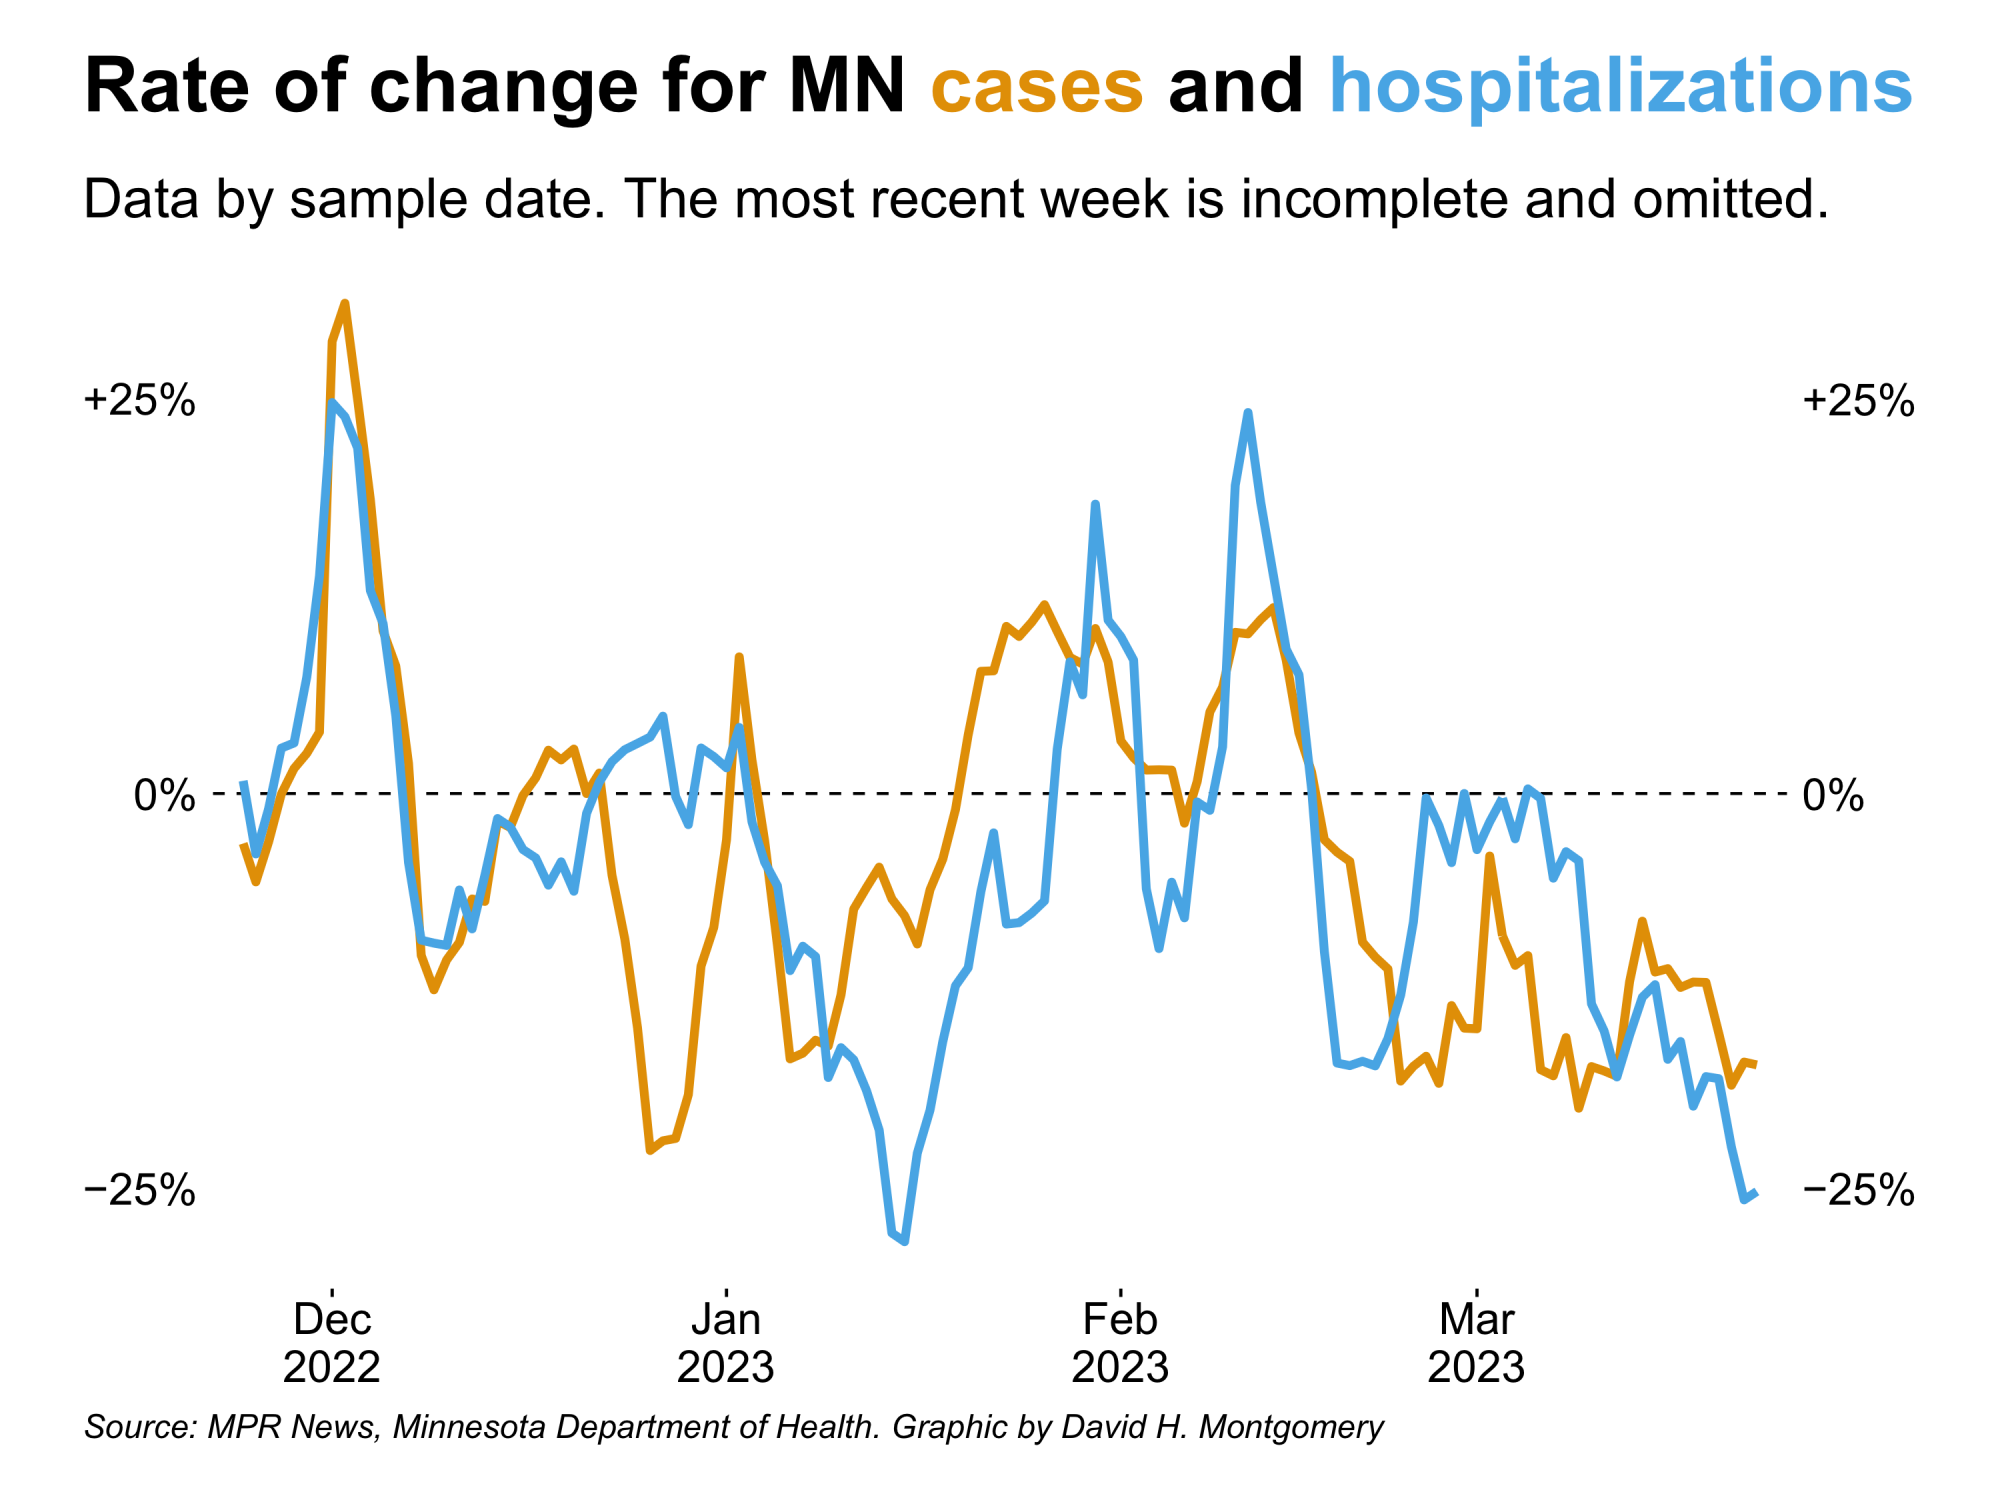 Rate of change for MN cases and hospitalizations
Data by sample date. The most recent week is incomplete and omitted.
+25% +25%
0% 0%
−25% −25%
Dec Jan Feb Mar
2022 2023 2023 2023
Source: MPR News, Minnesota Department of Health. Graphic by David H. Montgomery